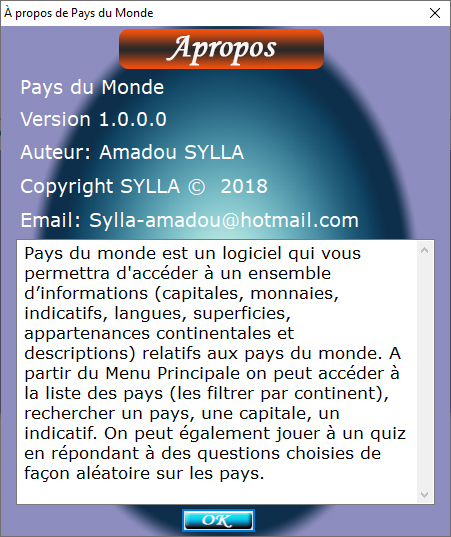 À propos de Pays du Monde
Apropos
Pays du Monde
Version 1.0.0.0
Auteur: Amadou SYLLA
Copyright SYLLA ©  2018
Email: Sylla-amadou@hotmail.com
Pays du monde est un logiciel qui vous
permettra d'accéder à un ensemble
d’informations (capitales, monnaies,
indicatifs, langues, superficies,
appartenances continentales et
descriptions) relatifs aux pays du monde. A
partir du Menu Principale on peut accéder à
la liste des pays (les filtrer par continent),
rechercher un pays, une capitale, un
indicatif. On peut également jouer à un quiz
en répondant à des questions choisies de
façon aléatoire sur les pays.
OK